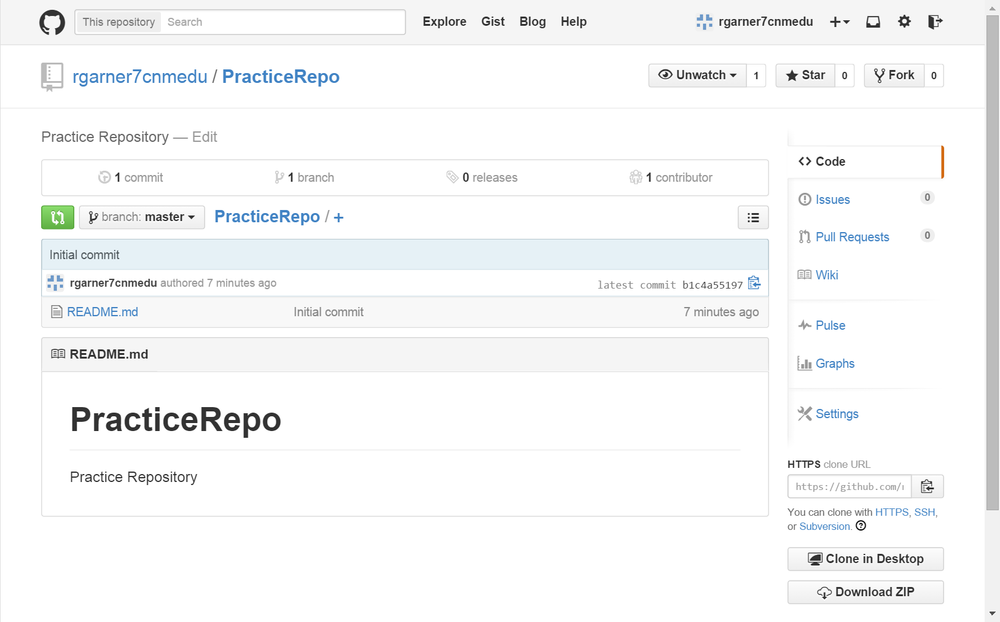 This repository Search Explore Gist Blog Help rgarner7cnmedu
rgarner7cnmedu / PracticeRepo Unwatch 1 Star 0 Fork 0
Practice Repository — Edit
1 commit 1 branch 0 releases 1 contributor
branch: master PracticeRepo / +
Initial commit
rgarner7cnmedu authored 7 minutes ago latest commit b1c4a55197
README.md Initial commit 7 minutes ago
README.md
PracticeRepo
Practice Repository
Code
Issues 0
Pull Requests 0
Wiki
Pulse
Graphs
Settings
HTTPS clone URL
https://github.com/
You can clone with HTTPS, SSH,
or Subversion.
Clone in Desktop
Download ZIP